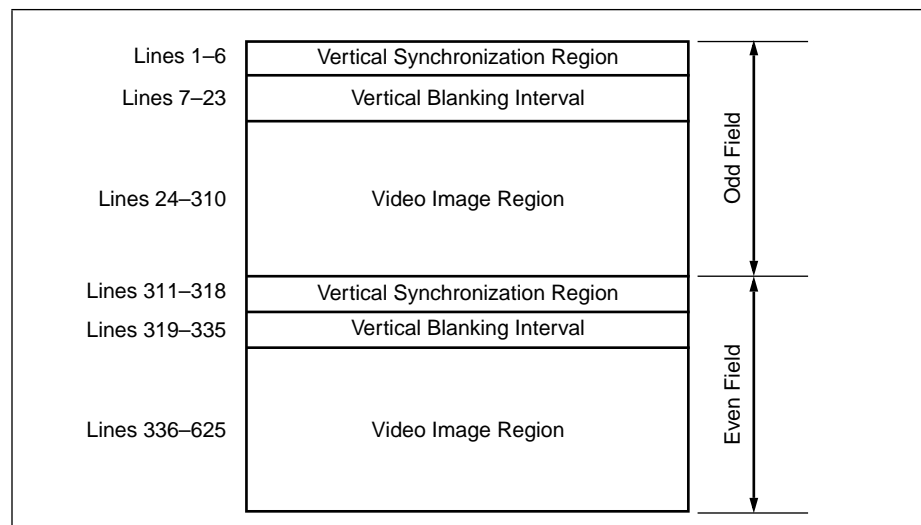 Lines 1–6 Vertical Synchronization Region
Lines 7–23 Vertical Blanking Interval
Lines 24–310 Video Image Region
Odd Field
Lines 311–318 Vertical Synchronization Region
Lines 319–335 Vertical Blanking Interval
Lines 336–625 Video Image Region
Even Field